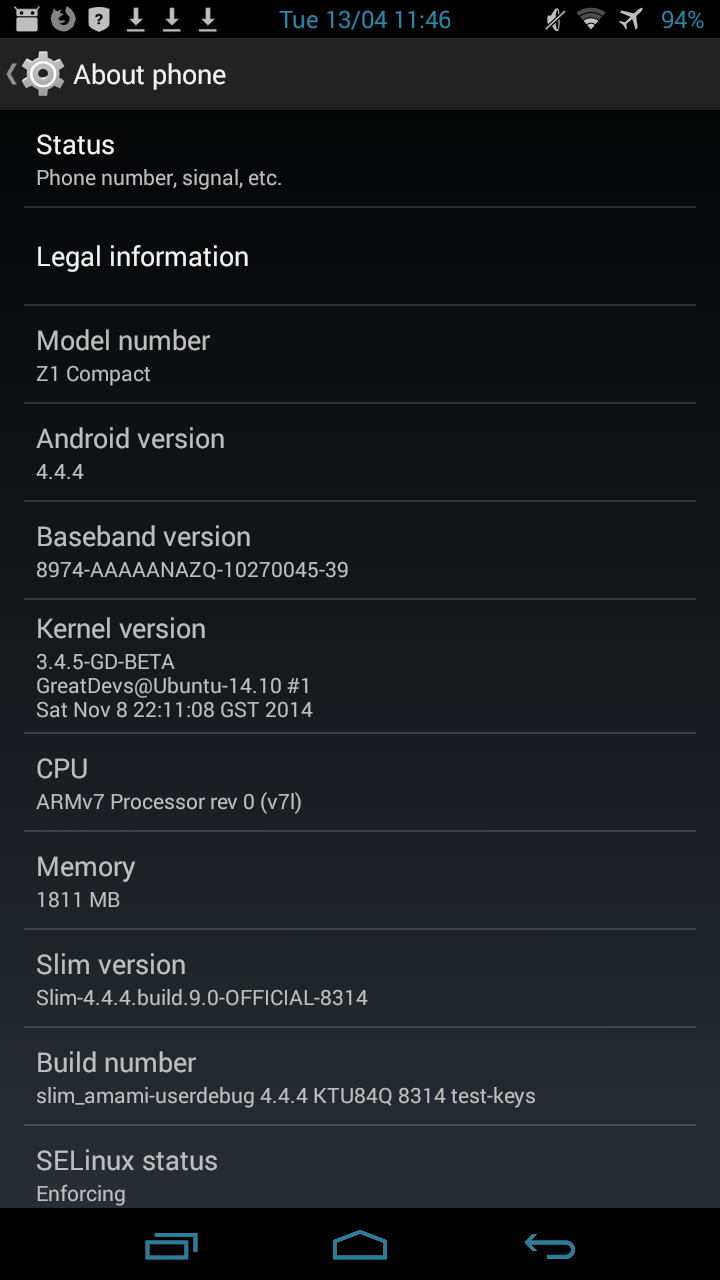 Tue 13/04 11:46
94%
About phone
Status
Phone number, signal, etc.
Legal information
Model number
Z1 Compact
Android version
4.4.4
Baseband version
8974-AAAAANAZQ-10270045-39
Kernel version
3.4.5-GD-BETA
GreatDevs@Ubuntu-14.10 #1
Sat Nov 8 22:11:08 GST 2014
CPU
ARMv7 Processor rev 0 (v7l)
Memory
1811 MB
Slim version
Slim-4.4.4.build.9.0-OFFICIAL-8314
Build number
slim_amami-userdebug 4.4.4 KTU84Q 8314 test-keys
SELinux status
Enforcing